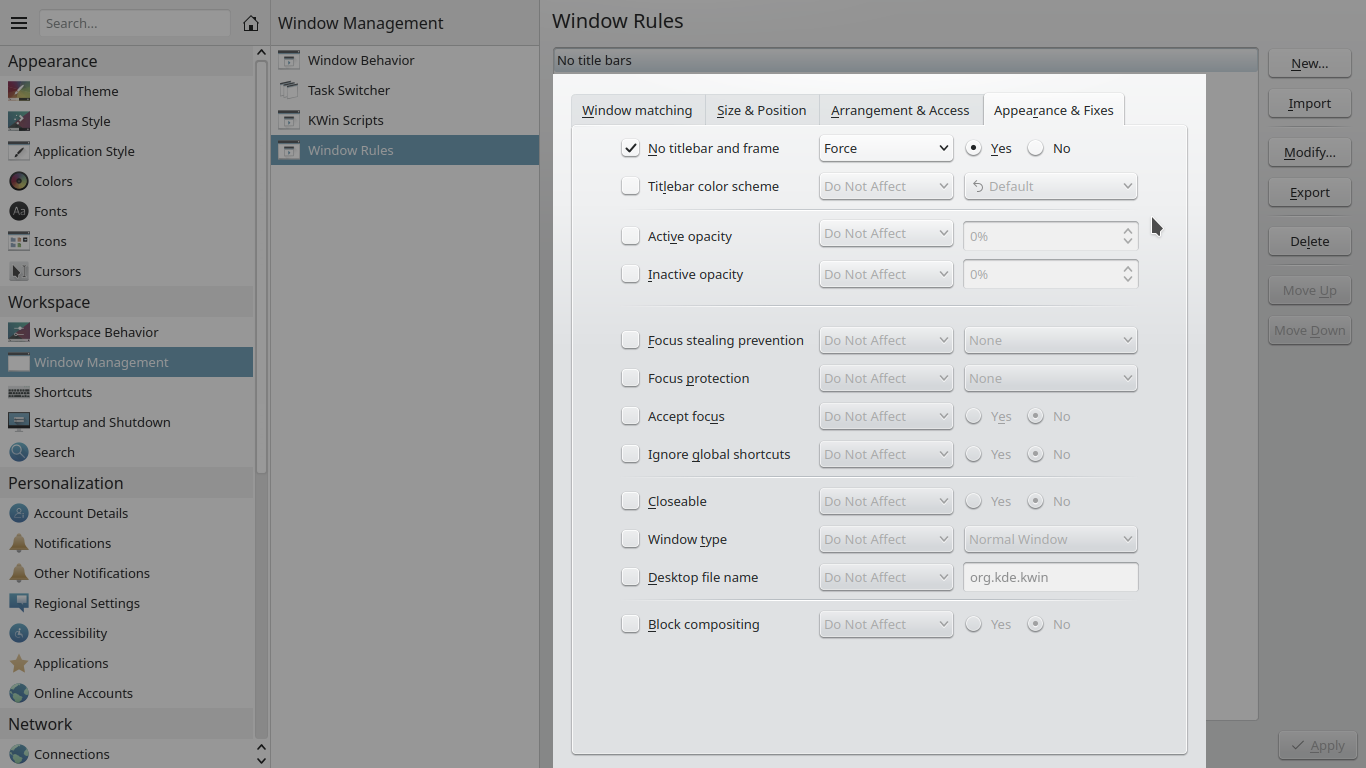 Search...
Appearance
Global Theme
Plasma Style
Application Style
Colors
Fonts
Icons
Cursors
Workspace
Workspace Behavior
Window Management
Shortcuts
Startup and Shutdown
Search
Personalization
Account Details
Notifications
Other Notifications
Regional Settings
Accessibility
Applications
Online Accounts
Network
Connections
Window Management
Window Behavior
Task Switcher
KWin Scripts
Window Rules
Window Rules
No title bars
New...
Import
Modify...
Export
Delete
Move Up
Move Down
Apply
Window matching Size & Position Arrangement & Access Appearance & Fixes
No titlebar and frame Force Yes No
Titlebar color scheme Do Not Affect Default
Active opacity Do Not Affect 0%
Inactive opacity Do Not Affect 0%
Focus stealing prevention Do Not Affect None
Focus protection Do Not Affect None
Accept focus Do Not Affect Yes No
Ignore global shortcuts Do Not Affect Yes No
Closeable Do Not Affect Yes No
Window type Do Not Affect Normal Window
Desktop file name Do Not Affect org.kde.kwin
Block compositing Do Not Affect Yes No
Aa